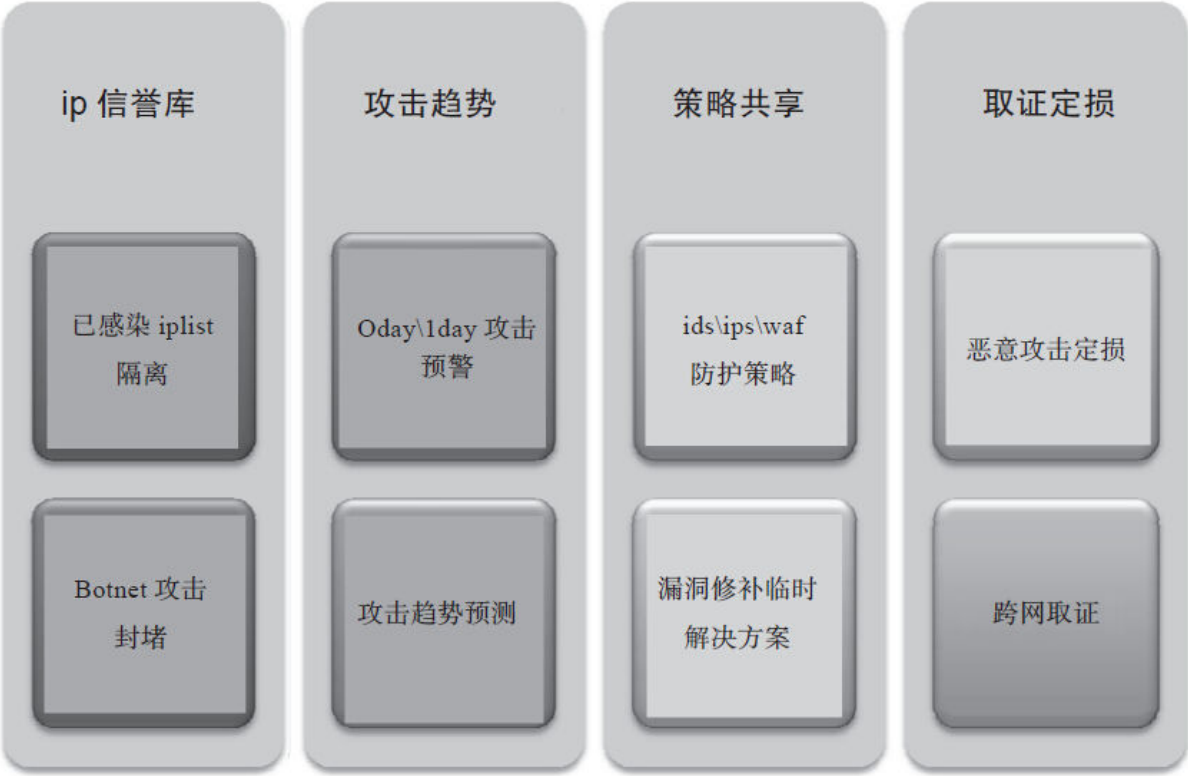 ip 信誉库
已感染 iplist
隔离
Botnet 攻击
封堵
攻击趋势
Oday\1day 攻击
预警
攻击趋势预测
策略共享
ids\ips\waf
防护策略
漏洞修补临时
解决方案
取证定损
恶意攻击定损
跨网取证